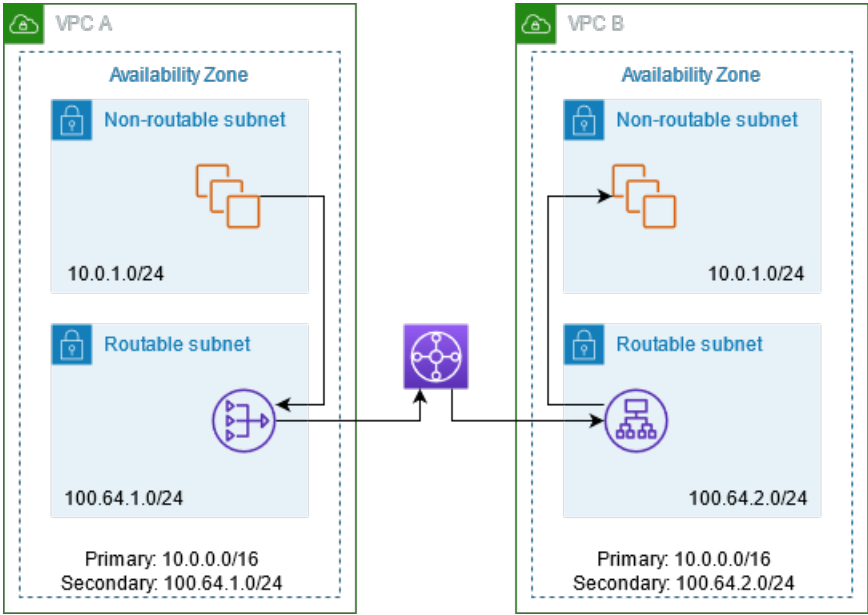 VPC A
Availability Zone
Non-routable subnet
10.0.1.0/24
Routable subnet
100.64.1.0/24
Primary: 10.0.0.0/16
Secondary: 100.64.1.0/24
VPC B
Availability Zone
Non-routable subnet
10.0.1.0/24
Routable subnet
100.64.2.0/24
Primary: 10.0.0.0/16
Secondary: 100.64.2.0/24